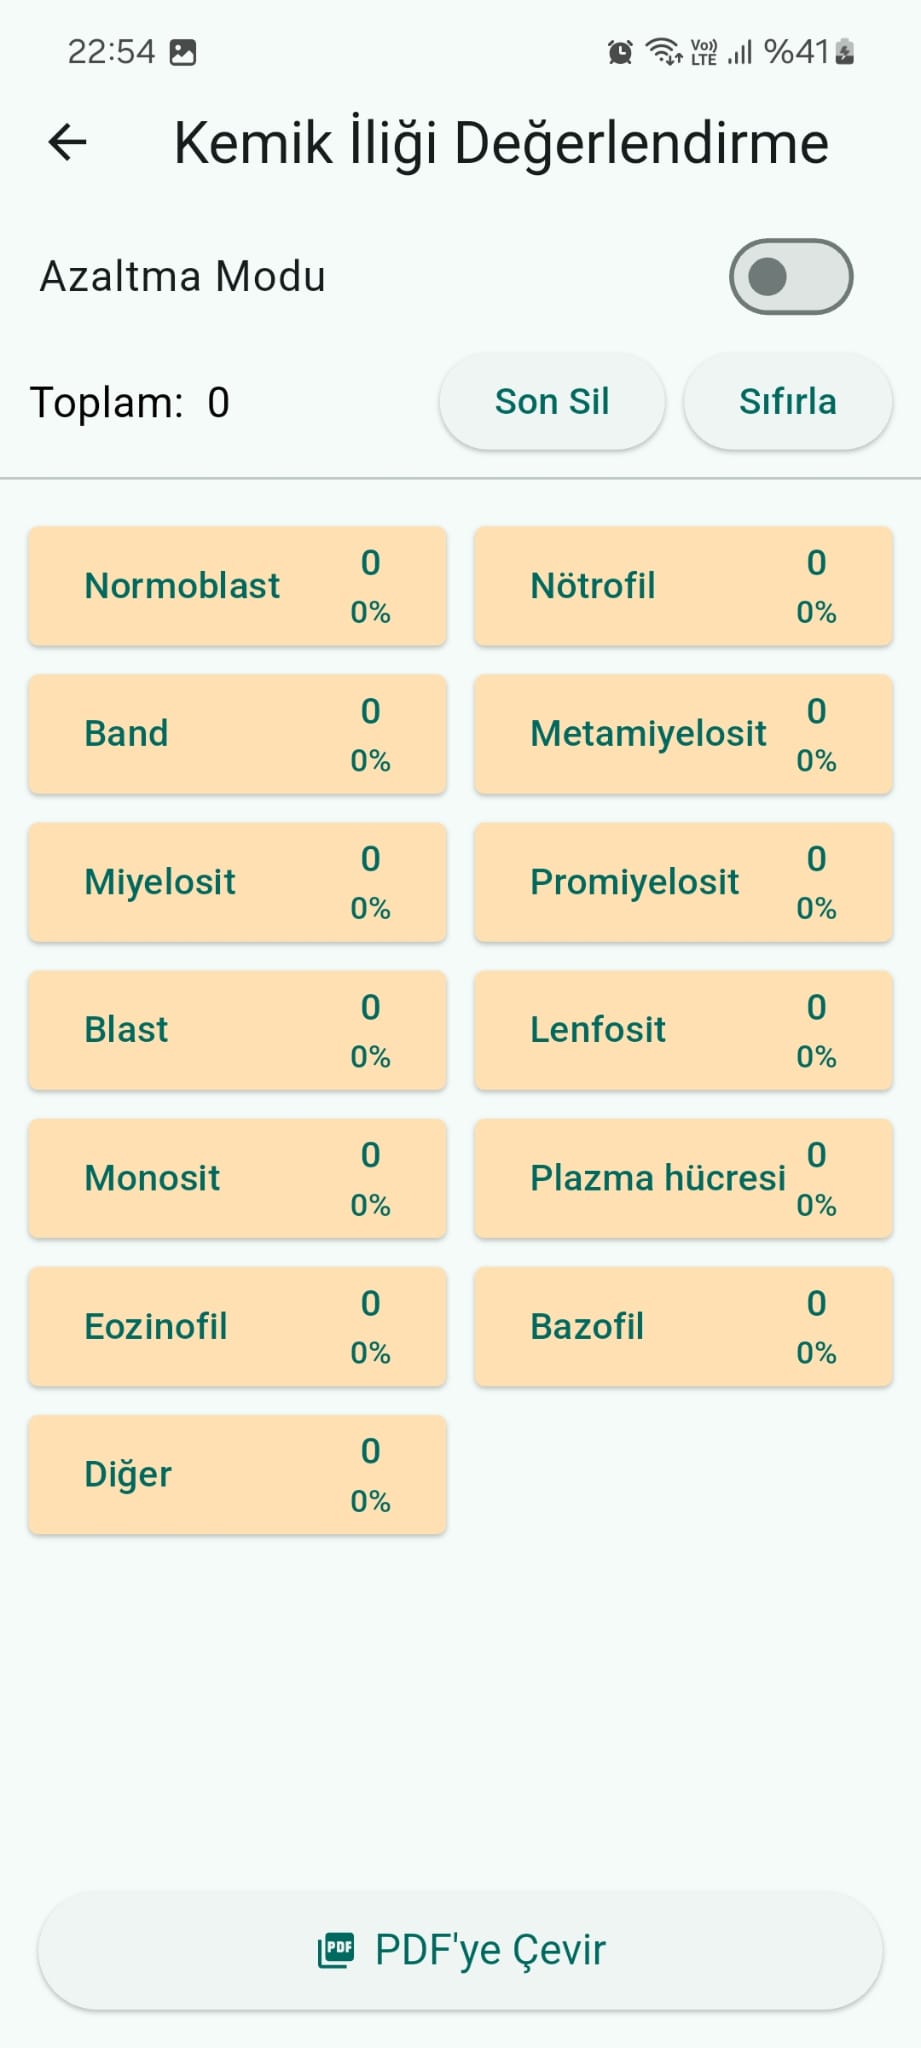 22:54 Vo)) LTE %41
Kemik İliği Değerlendirme
Azaltma Modu
Toplam: 0 Son Sil Sıfırla
Normoblast 0 0%
Nötrofil 0 0%
Band 0 0%
Metamiyelosit 0 0%
Miyelosit 0 0%
Promiyelosit 0 0%
Blast 0 0%
Lenfosit 0 0%
Monosit 0 0%
Plazma hücresi 0 0%
Eozinofil 0 0%
Bazofil 0 0%
Diğer 0 0%
PDF PDF'ye Çevir